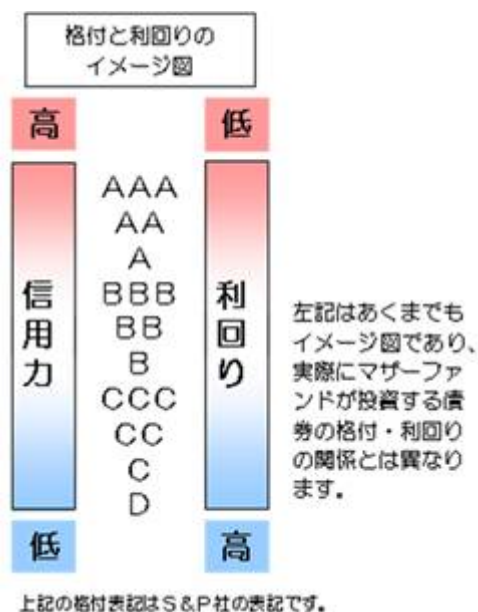 格付と利回りの
イメージ図
高
低
信用力
AAA
AA
A
BBB
BB
B
CCC
CC
C
D
利回り
左記はあくまでも
イメージ図であり、
実際にマザーファ
ンドが投資する債
券の格付・利回り
の関係とは異なり
ます。
低
高
上記の格付表記はS&P社の表記です。